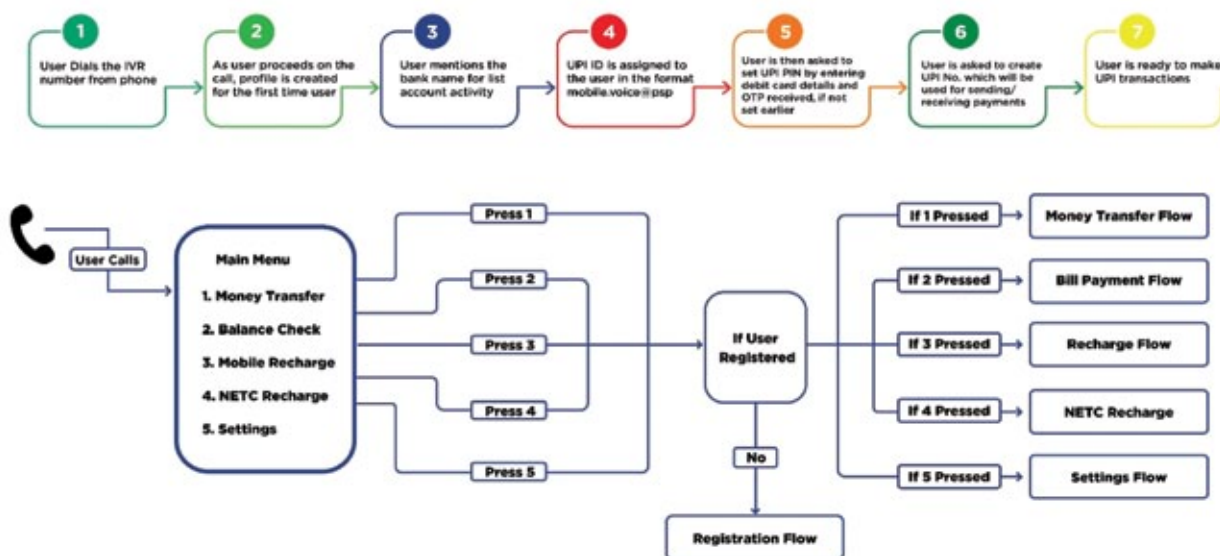 1
User Dials the IVR
number from phone
2
As user proceeds on the
call, profile is created
for the first time user
3
User mentions the
bank name for list
account activity
4
UPI ID is assigned to
the user in the format
mobile.voice@psp
5
User is then asked to
set UPI PIN by entering
debit card details and
OTP received, if not
set earlier
6
User is asked to create
UPI No. which will be
used for sending/
receiving payments
7
User is ready to make
UPI transactions
User Calls
Main Menu
1. Money Transfer
2. Balance Check
3. Mobile Recharge
4. NETC Recharge
5. Settings
Press 1
Press 2
Press 3
Press 4
Press 5
If User
Registered
No
Registration Flow
If 1 Pressed
Money Transfer Flow
If 2 Pressed
Bill Payment Flow
If 3 Pressed
Recharge Flow
If 4 Pressed
NETC Recharge
If 5 Pressed
Settings Flow